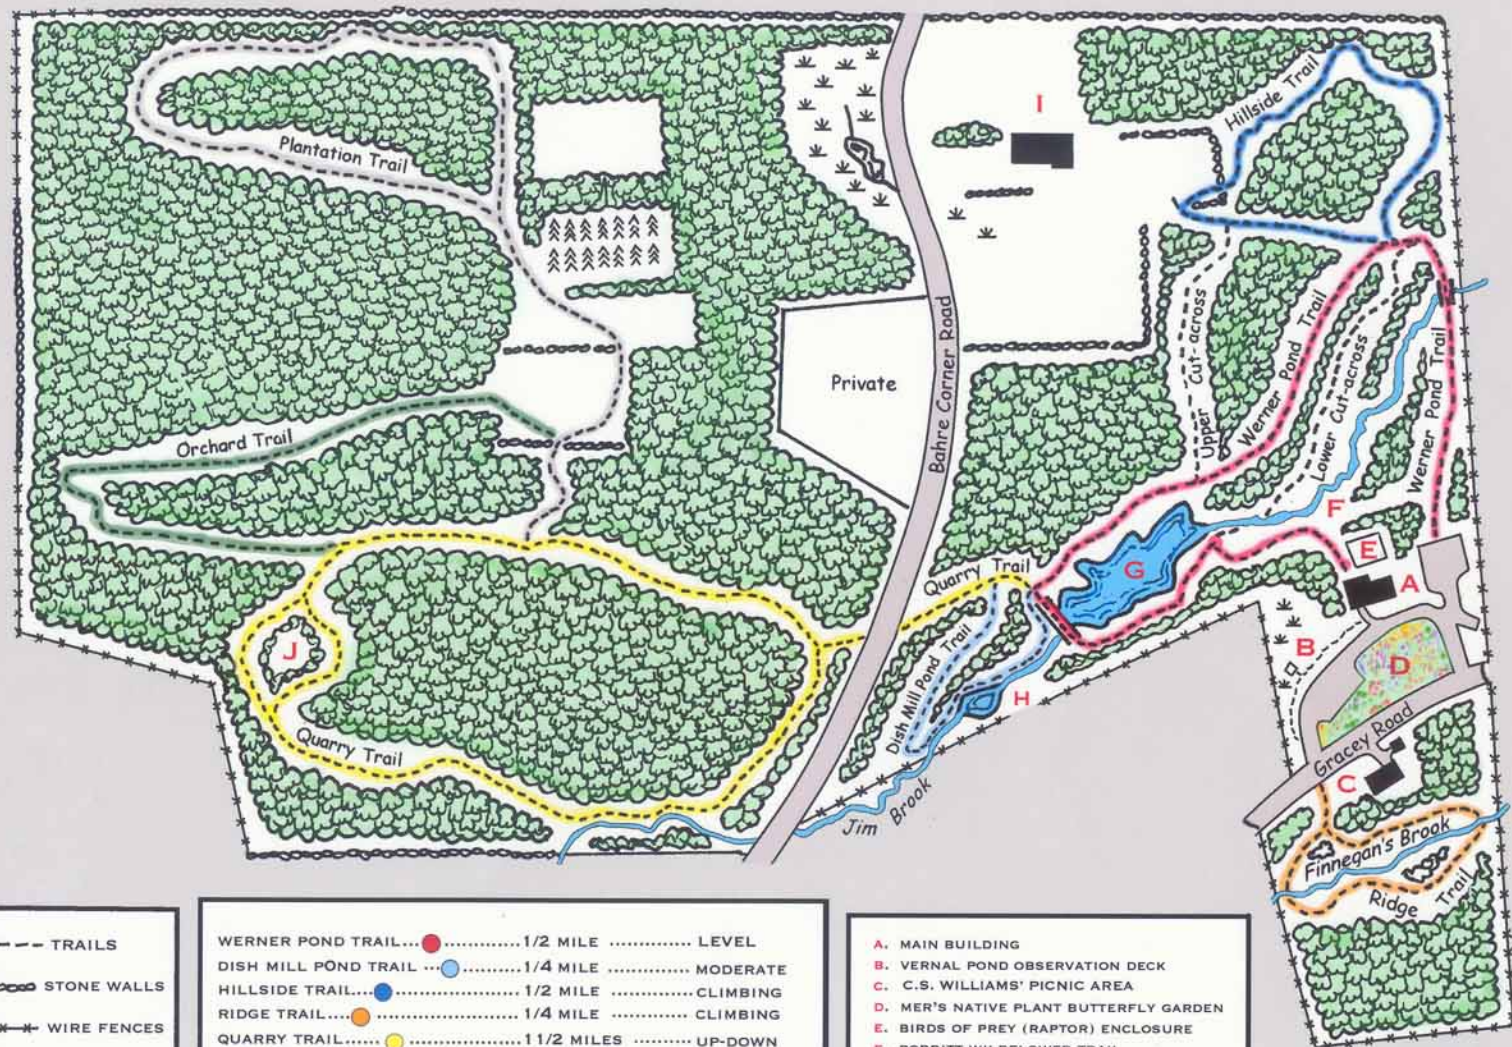 I
Hillside Trail
Plantation Trail
Bahre Corner Road
Private
Upper Cut-across
Werner Pond Trail
Lower Cut-across
Werner Pond Trail
Orchard Trail
F
E
A
G
Quarry Trail
Dish Mill Pond Trail
H
B
D
J
Quarry Trail
Gracey Road
C
Jim Brook
Finnegan's Brook
Ridge Trail
TRAILS
STONE WALLS
WIRE FENCES
WERNER POND TRAIL.................1/2 MILE ............ LEVEL
DISH MILL POND TRAIL ............1/4 MILE ............ MODERATE
HILLSIDE TRAIL.....................1/2 MILE ............ CLIMBING
RIDGE TRAIL........................1/4 MILE ............ CLIMBING
QUARRY TRAIL.....................1 1/2 MILES ......... UP-DOWN
A. MAIN BUILDING
B. VERNAL POND OBSERVATION DECK
C. C.S. WILLIAMS' PICNIC AREA
D. MER'S NATIVE PLANT BUTTERFLY GARDEN
E. BIRDS OF PREY (RAPTOR) ENCLOSURE